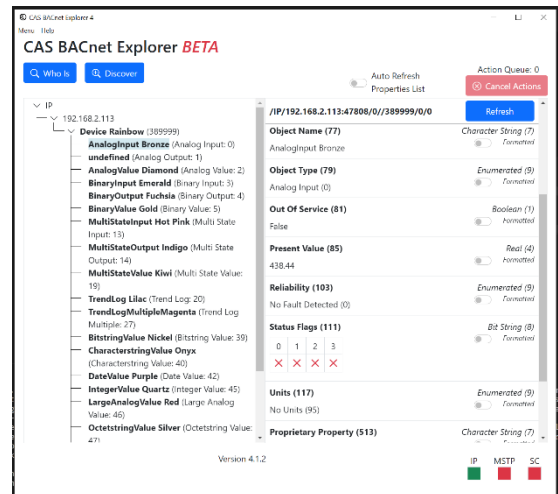 CAS BACnet Explorer 4
Menu Help
CAS BACnet Explorer BETA
Who Is
Discover
Auto Refresh
Properties List
Action Queue: 0
Cancel Actions
IP
192.168.2.113
Device Rainbow (389999)
AnalogInput Bronze (Analog Input: 0)
undefined (Analog Output: 1)
AnalogValue Diamond (Analog Value: 2)
BinaryInput Emerald (Binary Input: 3)
BinaryOutput Fuchsia (Binary Output: 4)
BinaryValue Gold (Binary Value: 5)
MultiStateInput Hot Pink (Multi State
Input: 13)
MultiStateOutput Indigo (Multi State
Output: 14)
MultiStateValue Kiwi (Multi State Value:
19)
TrendLog Lilac (Trend Log: 20)
TrendLogMultipleMagenta (Trend Log
Multiple: 27)
BitstringValue Nickel (Bitstring Value: 39)
CharacterstringValue Onyx
(Characterstring Value: 40)
DateValue Purple (Date Value: 42)
IntegerValue Quartz (Integer Value: 45)
LargeAnalogValue Red (Large Analog
Value: 46)
OctetstringValue Silver (Octetstring Value:
47)
/IP/192.168.2.113:47808/0//389999/0/0
Refresh
Object Name (77)
Character String (7)
AnalogInput Bronze
Formatted
Object Type (79)
Enumerated (9)
Analog Input (0)
Formatted
Out Of Service (81)
Boolean (1)
False
Formatted
Present Value (85)
Real (4)
438.44
Formatted
Reliability (103)
Enumerated (9)
No Fault Detected (0)
Formatted
Status Flags (111)
Bit String (8)
Formatted
0 1 2 3
Units (117)
Enumerated (9)
No Units (95)
Formatted
Proprietary Property (513)
Character String (7)
Formatted
Version 4.1.2
IP MSTP SC